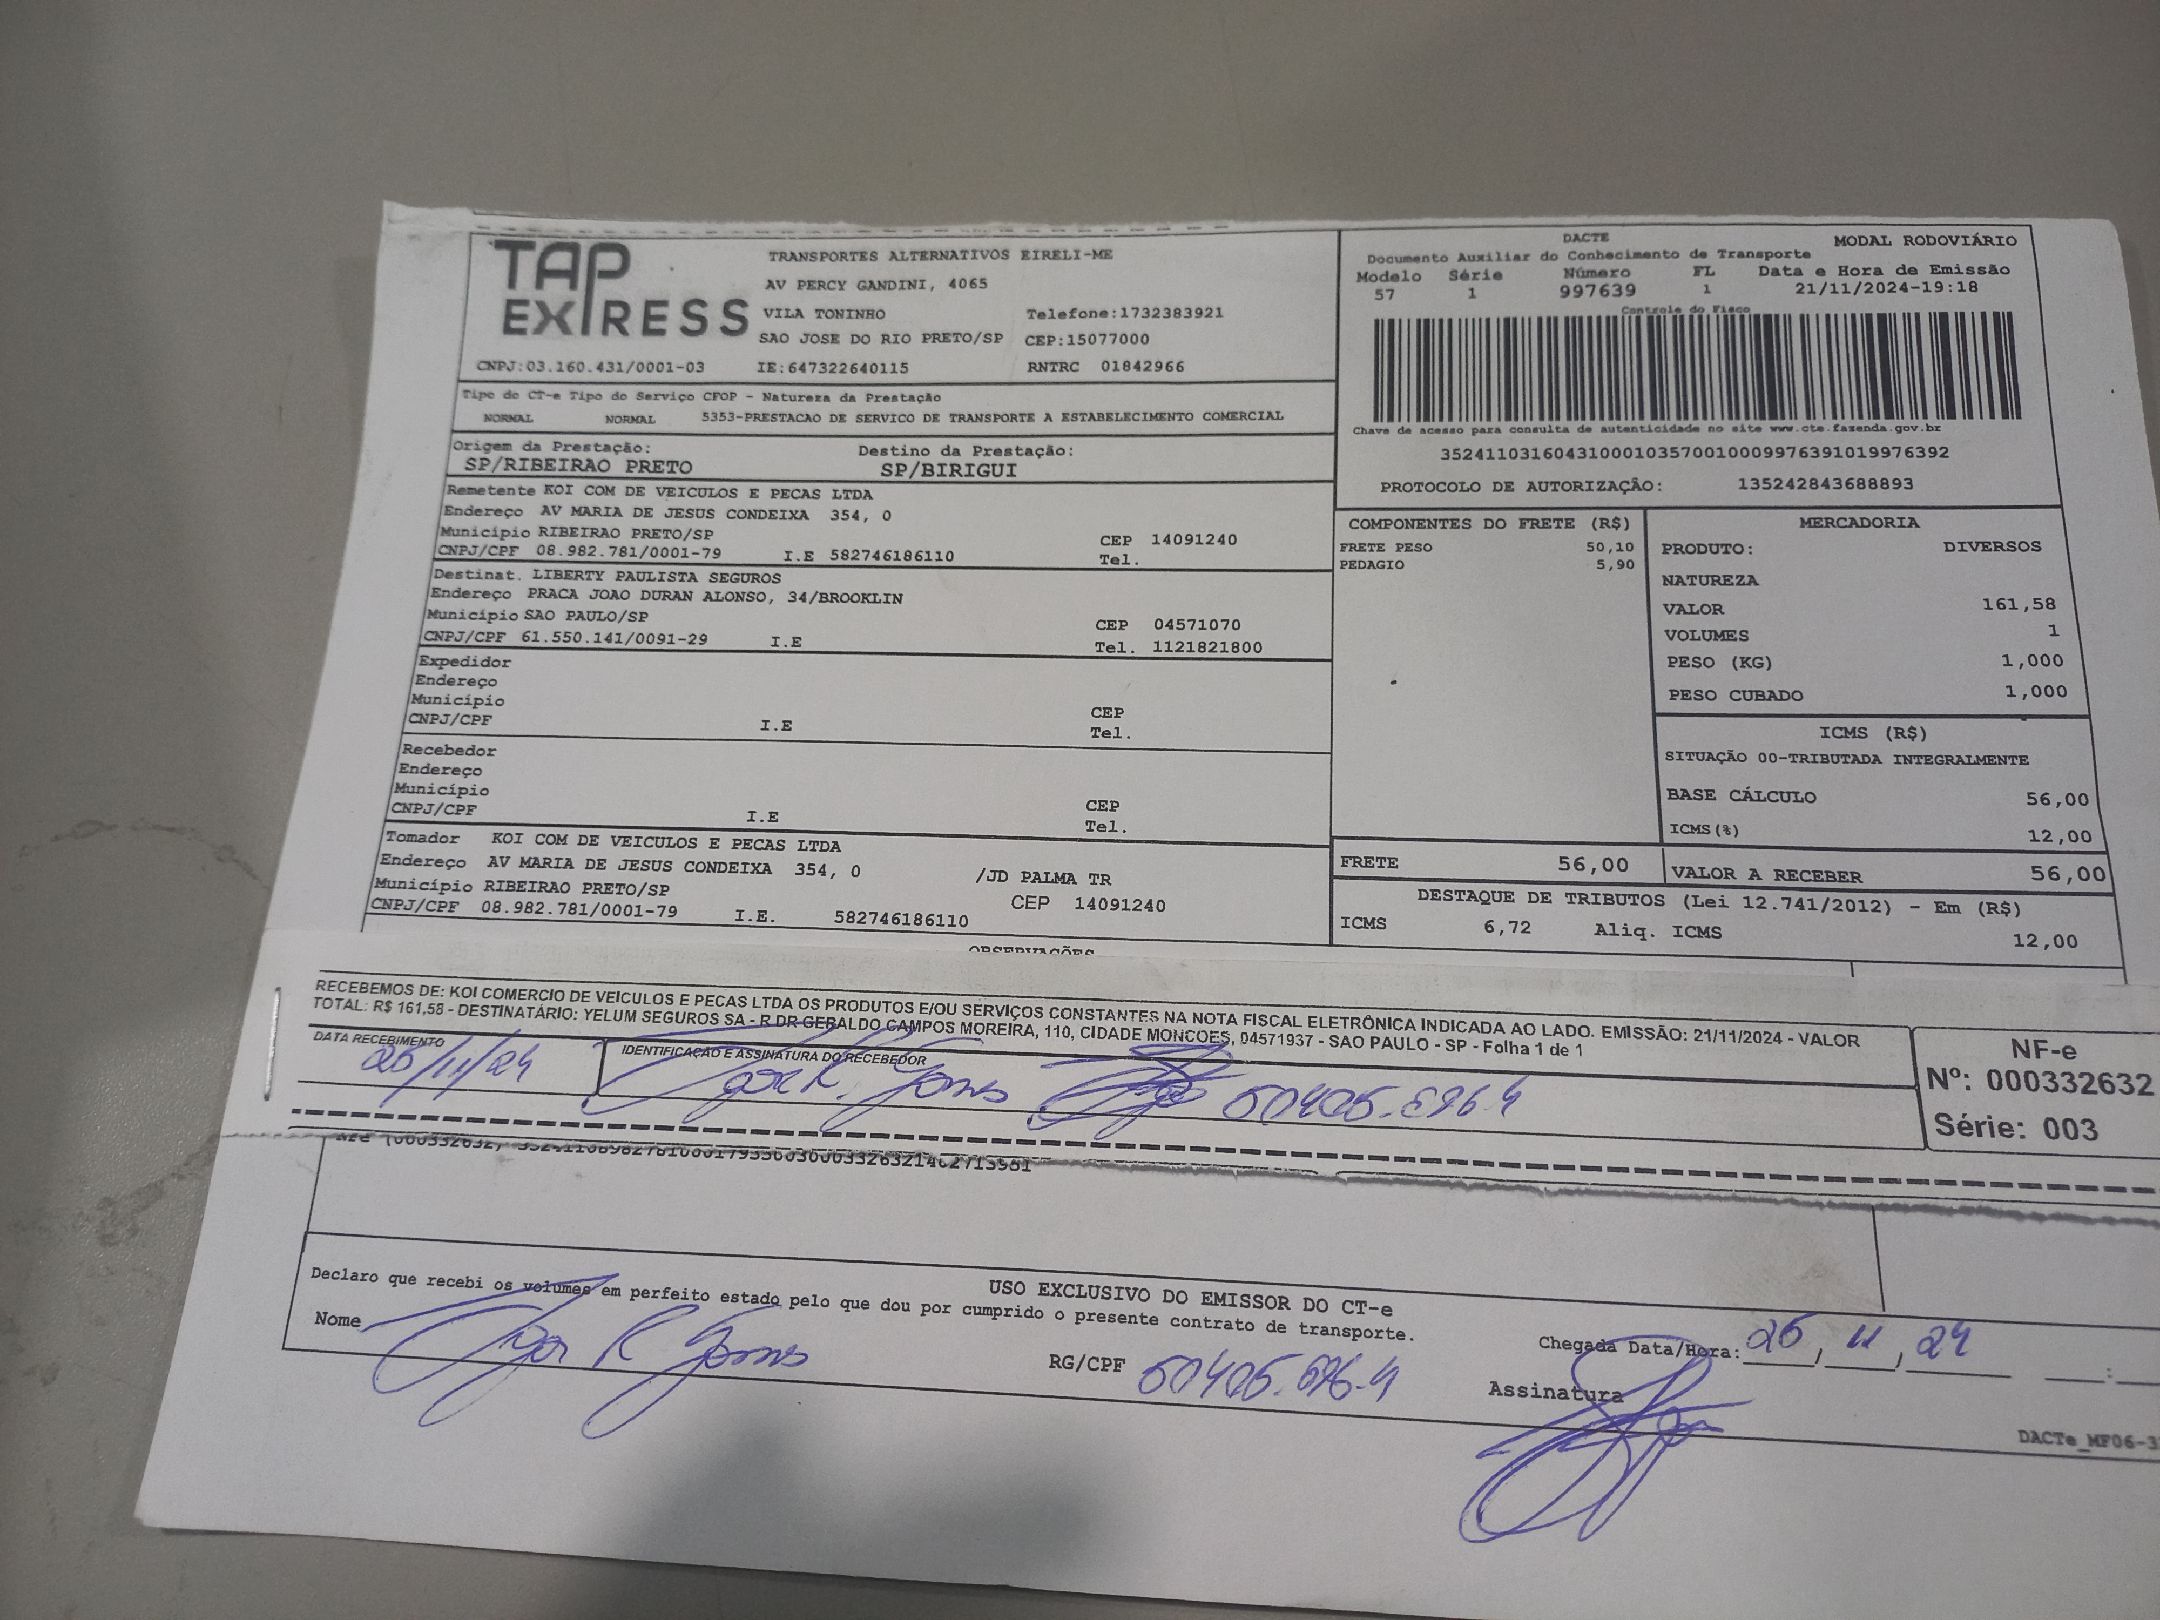 TAP EXPRESS
TRANSPORTES ALTERNATIVOS EIRELI-ME
AV PERCY GANDINI, 4065
VILA TONINHO Telefone:1732383921
SAO JOSE DO RIO PRETO/SP CEP:15077000
CNPJ:03.160.431/0001-03 IE:647322640115 RNTRC 01842966
DACTE MODAL RODOVIÁRIO
Documento Auxiliar do Conhecimento de Transporte
Modelo Série Número FL Data e Hora de Emissão
57 1 997639 1 21/11/2024-19:18
Controle do Fisco
Chave de acesso para consulta de autenticidade no site www.cte.fazenda.gov.br
35241103160431000103570010009976391019976392
PROTOCOLO DE AUTORIZAÇÃO: 135242843688893
Tipo do CT-e Tipo do Serviço CFOP - Natureza da Prestação
NORMAL NORMAL 5353-PRESTACAO DE SERVICO DE TRANSPORTE A ESTABELECIMENTO COMERCIAL
Origem da Prestação: Destino da Prestação:
SP/RIBEIRAO PRETO SP/BIRIGUI
Remetente KOI COM DE VEICULOS E PECAS LTDA
Endereço AV MARIA DE JESUS CONDEIXA 354, 0
Município RIBEIRAO PRETO/SP CEP 14091240
CNPJ/CPF 08.982.781/0001-79 I.E 582746186110 Tel.
Destinat. LIBERTY PAULISTA SEGUROS
Endereço PRACA JOAO DURAN ALONSO, 34/BROOKLIN
Município SAO PAULO/SP CEP 04571070
CNPJ/CPF 61.550.141/0091-29 I.E Tel. 1121821800
Expedidor
Endereço
Município CEP
CNPJ/CPF I.E Tel.
Recebedor
Endereço
Município CEP
CNPJ/CPF I.E Tel.
Tomador KOI COM DE VEICULOS E PECAS LTDA
Endereço AV MARIA DE JESUS CONDEIXA 354, 0 /JD PALMA TR
Município RIBEIRAO PRETO/SP CEP 14091240
CNPJ/CPF 08.982.781/0001-79 I.E. 582746186110
COMPONENTES DO FRETE (R$)
FRETE PESO 50,10
PEDAGIO 5,90
MERCADORIA
PRODUTO: DIVERSOS
NATUREZA
VALOR 161,58
VOLUMES 1
PESO (KG) 1,000
PESO CUBADO 1,000
ICMS (R$)
SITUAÇÃO 00-TRIBUTADA INTEGRALMENTE
BASE CÁLCULO 56,00
ICMS(%) 12,00
FRETE 56,00 VALOR A RECEBER 56,00
DESTAQUE DE TRIBUTOS (Lei 12.741/2012) - Em (R$)
ICMS 6,72 Aliq. ICMS 12,00
OBSERVAÇÕES
RECEBEMOS DE: KOI COMERCIO DE VEICULOS E PECAS LTDA OS PRODUTOS E/OU SERVIÇOS CONSTANTES NA NOTA FISCAL ELETRÔNICA INDICADA AO LADO. EMISSÃO: 21/11/2024 - VALOR
TOTAL: R$ 161,58 - DESTINATÁRIO: YELUM SEGUROS SA - R DR GERALDO CAMPOS MOREIRA, 110, CIDADE MONCOES, 04571937 - SAO PAULO - SP - Folha 1 de 1
DATA RECEBIMENTO IDENTIFICAÇÃO E ASSINATURA DO RECEBEDOR
/11/24
NF-e
Nº: 000332632
Série: 003
USO EXCLUSIVO DO EMISSOR DO CT-e
Declaro que recebi os volumes em perfeito estado pelo que dou por cumprido o presente contrato de transporte.
Nome RG/CPF Chegada Data/Hora: 11 24
Assinatura
DACTe_MF06-3